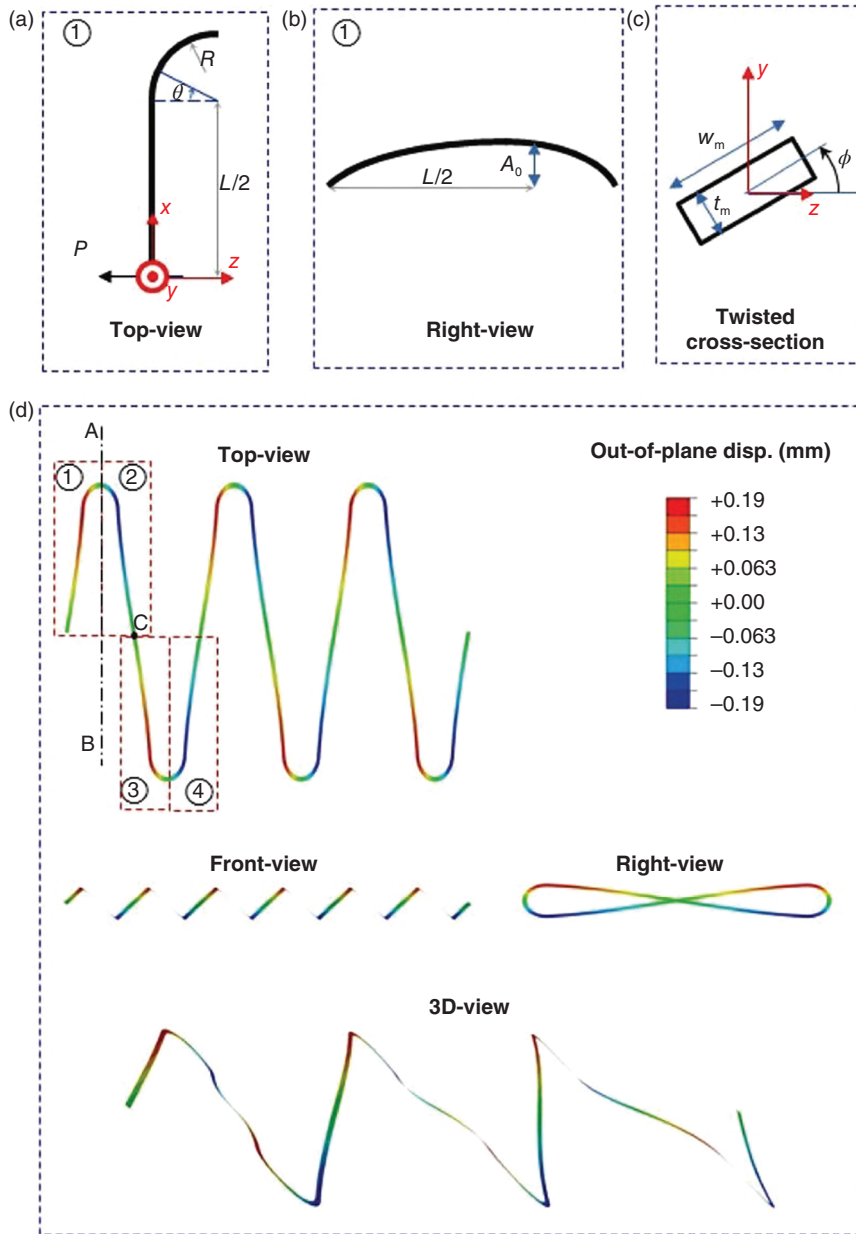 (a)
①
R
θ
L/2
x
P
z
y
Top-view
(b)
①
A₀
L/2
Right-view
(c)
y
wₘ
ϕ
tₘ
z
Twisted
cross-section
(d)
A
Top-view
① ②
C
B
③ ④
Out-of-plane disp. (mm)
+0.19
+0.13
+0.063
+0.00
−0.063
−0.13
−0.19
Front-view
Right-view
3D-view